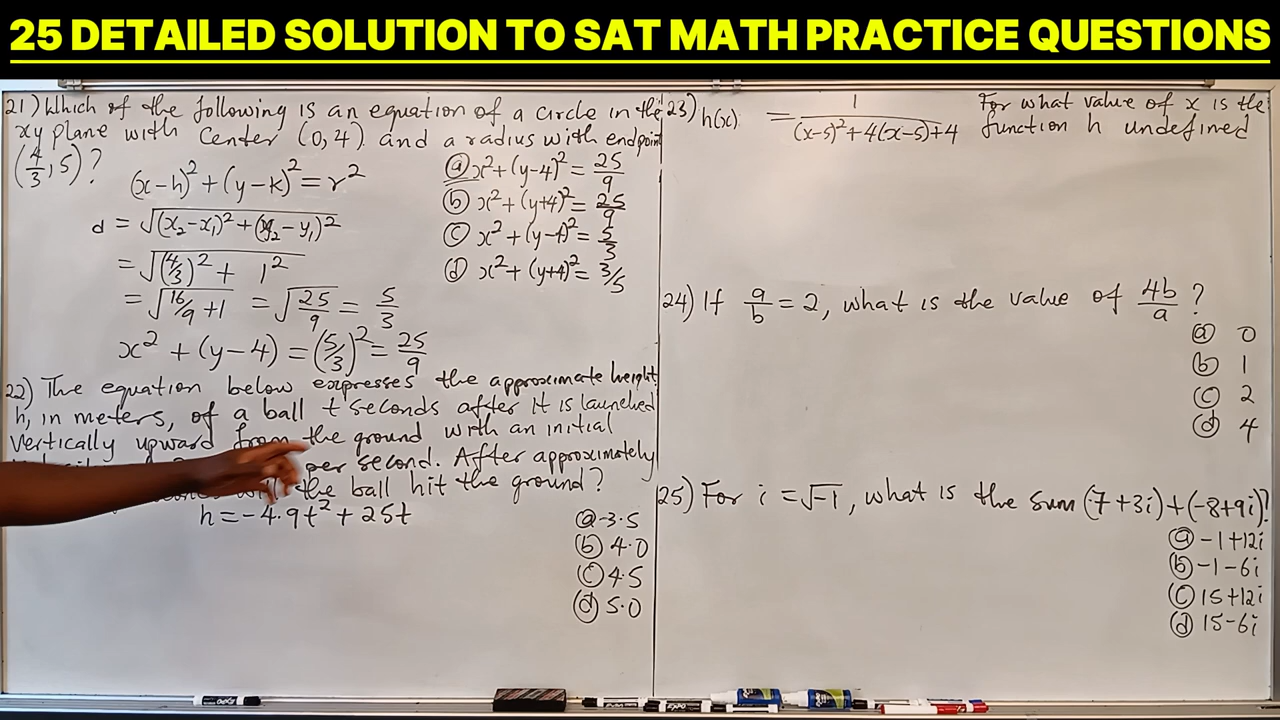 25 DETAILED SOLUTION TO SAT MATH PRACTICE QUESTIONS
21) Which of the following is an equation of a circle in the
xy plane with center (0,4) and a radius with endpoint
(4/3, 5)?
(x-h)² + (y-k)² = r²
d = √(x₂-x₁)² + (y₂-y₁)²
= √(4/3)² + 1²
= √16/9 + 1 = √25/9 = 5/3
x² + (y-4) = (5/3)² = 25/9
(a) x² + (y-4)² = 25/9
(b) x² + (y+4)² = 25/9
(c) x² + (y-4)² = 5/3
(d) x² + (y+4)² = 3/5
22) The equation below expresses the approximate height
h, in meters, of a ball t seconds after it is launched
vertically upward from the ground with an initial
per second. After approximately
will the ball hit the ground?
h = -4.9t² + 25t
(a) -3.5
(b) 4.0
(c) 4.5
(d) 5.0
23) h(x) = 1/((x-5)² + 4(x-5) + 4) For what value of x is the
function h undefined
24) If a/b = 2, what is the value of 4b/a ?
(a) 0
(b) 1
(c) 2
(d) 4
25) For i = √-1, what is the sum (7+3i)+(-8+9i)?
(a) -1+12i
(b) -1-6i
(c) 15+12i
(d) 15-6i
EXPO